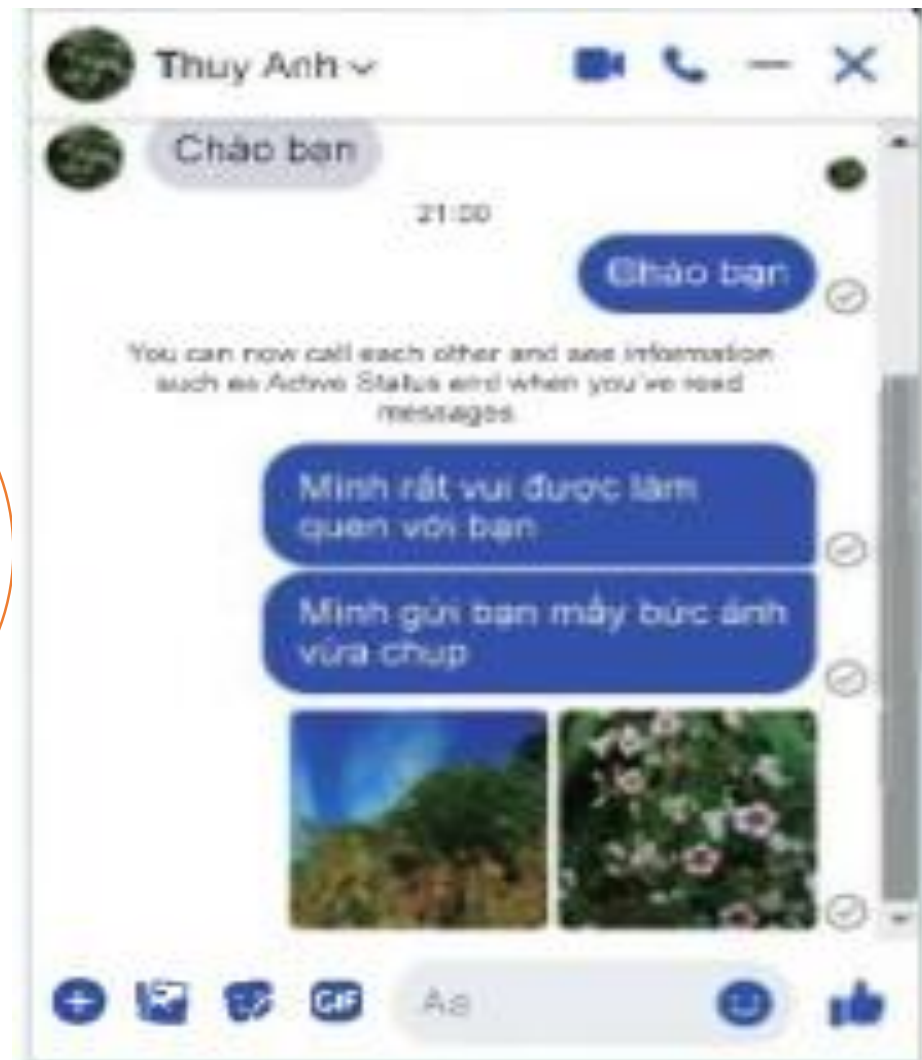 Thuy Anh
Chào bạn
21:00
Chào bạn
You can now call each other and see information
such as Active Status and when you've read
messages.
Mình rất vui được làm
quen với bạn
Mình gửi bạn mấy bức ảnh
vừa chụp
GIF
Aa